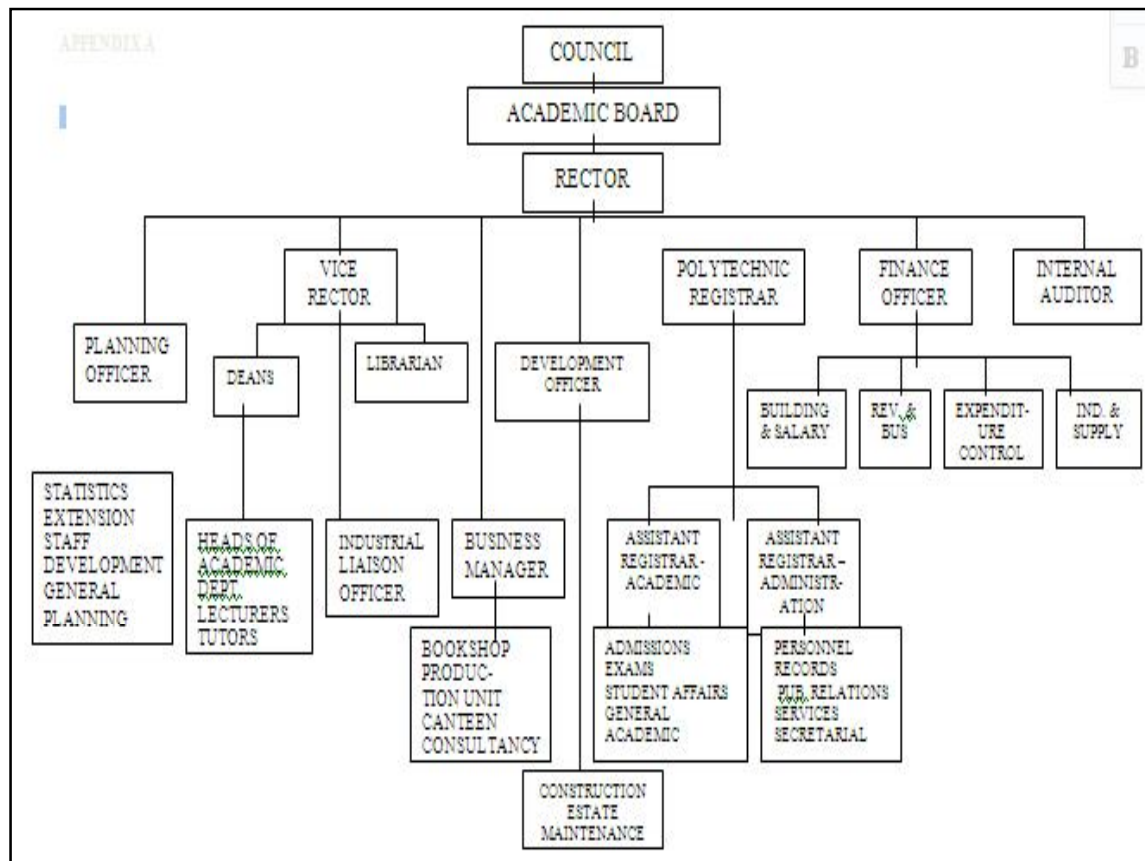 APPENDIX A
B
COUNCIL
ACADEMIC BOARD
RECTOR
VICE
RECTOR
POLYTECHNIC
REGISTRAR
FINANCE
OFFICER
INTERNAL
AUDITOR
PLANNING
OFFICER
DEANS
LIBRARIAN
DEVELOPMENT
OFFICER
BUILDING
& SALARY
REV. &
BUS
EXPENDIT-
URE
CONTROL
IND. &
SUPPLY
STATISTICS
EXTENSION
STAFF
DEVELOPMENT
GENERAL
PLANNING
HEADS OF
ACADEMIC
DEPT.
LECTURERS
TUTORS
INDUSTRIAL
LIAISON
OFFICER
BUSINESS
MANAGER
ASSISTANT
REGISTRAR -
ACADEMIC
ASSISTANT
REGISTRAR –
ADMINISTR-
ATION
BOOKSHOP
PRODUC-
TION UNIT
CANTEEN
CONSULTANCY
ADMISSIONS
EXAMS
STUDENT AFFAIRS
GENERAL
ACADEMIC
PERSONNEL
RECORDS
PUB. RELATIONS
SERVICES
SECRETARIAL
CONSTRUCTION
ESTATE
MAINTENANCE